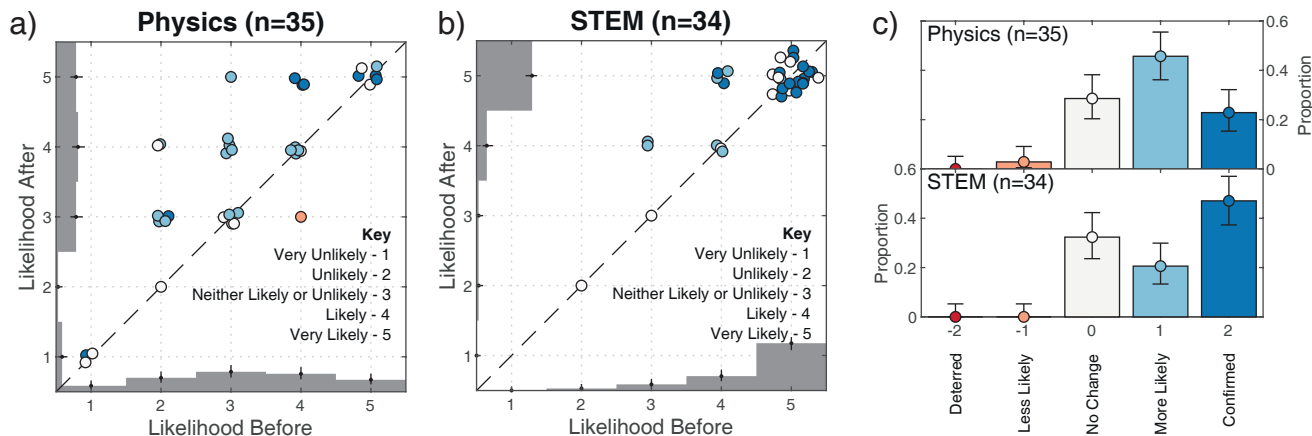 a)
Physics (n=35)
Likelihood After
5
4
3
2
1
Key
Very Unlikely - 1
Unlikely - 2
Neither Likely or Unlikely - 3
Likely - 4
Very Likely - 5
1 2 3 4 5
Likelihood Before
b)
STEM (n=34)
Likelihood After
5
4
3
2
1
Key
Very Unlikely - 1
Unlikely - 2
Neither Likely or Unlikely - 3
Likely - 4
Very Likely - 5
1 2 3 4 5
Likelihood Before
c)
Physics (n=35)
0.6
0.4
0.2
0
Proportion
STEM (n=34)
0.6
0.4
0.2
0
Proportion
-2 -1 0 1 2
Deterred
Less Likely
No Change
More Likely
Confirmed